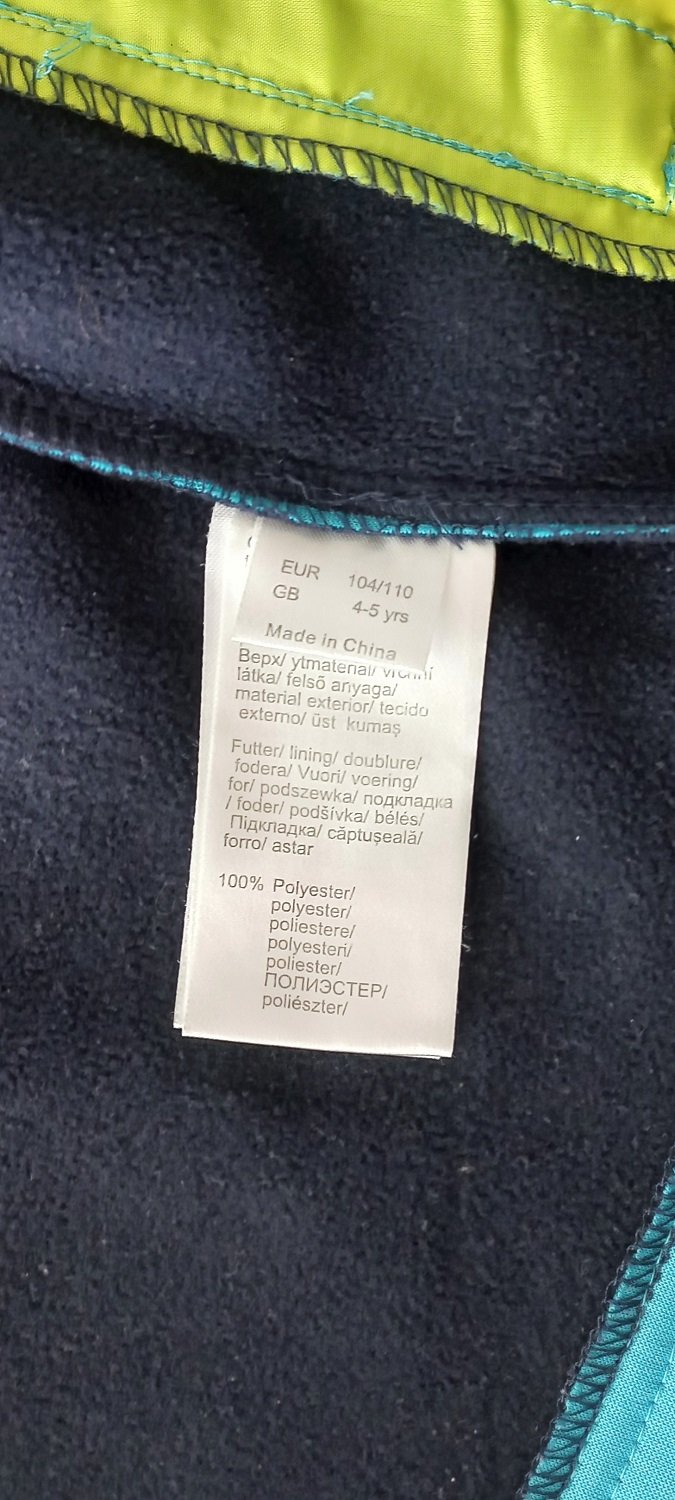 EUR 104/110
GB 4-5 yrs
Made in China
Верх/ ytmaterial/ vrchní
látka/ felső anyaga/
material exterior/ tecido
externo/ üst kumaş
Futter/ lining/ doublure/
fodera/ Vuori/ voering/
for/ podszewka/ подкладка
/ foder/ podšívka/ bélés/
Підкладка/ căptuşeală/
forro/ astar
100% Polyester/
polyester/
poliestere/
polyesteri/
poliester/
ПОЛИЭСТЕР/
poliészter/